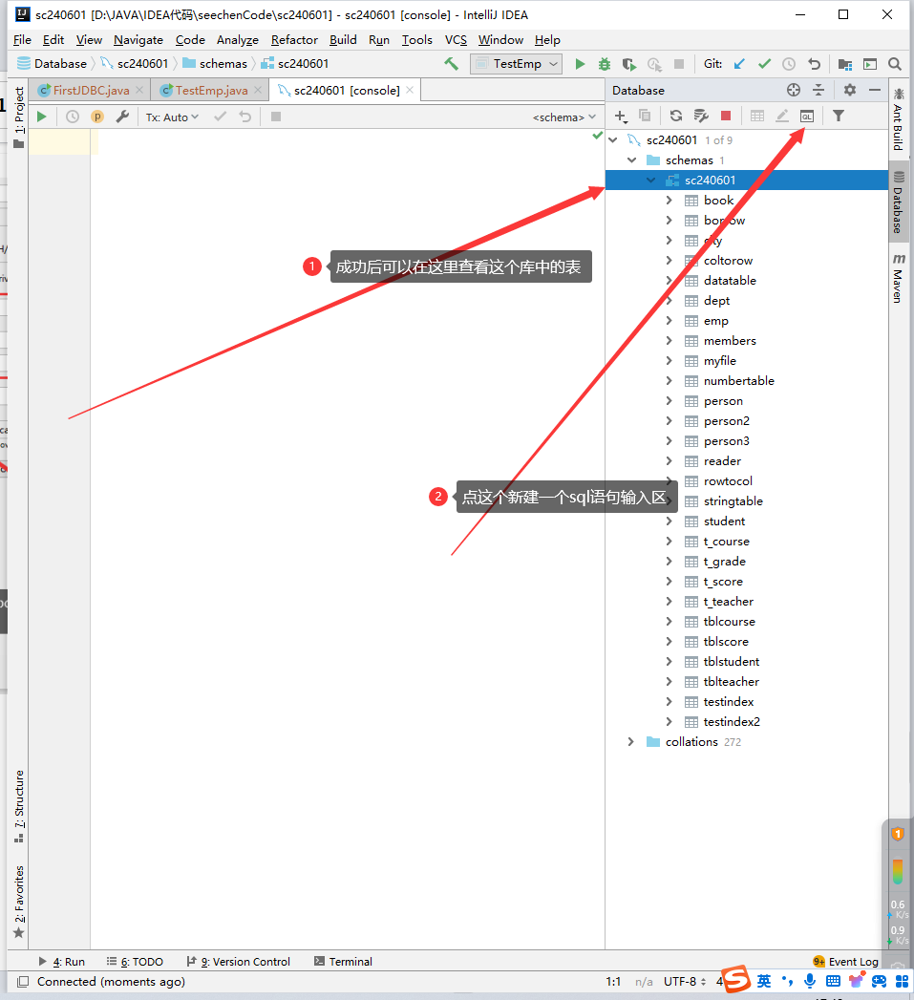 sc240601 [D:\JAVA\IDEA代码\seechenCode\sc240601] - sc240601 [console] - IntelliJ IDEA
File Edit View Navigate Code Analyze Refactor Build Run Tools VCS Window Help
Database sc240601 schemas sc240601 TestEmp Git:
FirstJDBC.java TestEmp.java sc240601 [console] Database
Tx: Auto <schema> QL
1: Project
sc240601 1 of 9
schemas 1
sc240601
book
borrow
city
coltorow
datatable
dept
emp
members
myfile
numbertable
person
person2
person3
reader
rowtocol
stringtable
student
t_course
t_grade
t_score
t_teacher
tblcourse
tblscore
tblstudent
tblteacher
testindex
testindex2
collations 272
1 成功后可以在这里查看这个库中的表
2 点这个新建一个sql语句输入区
Ant Build
Database
m Maven
7: Structure
2: Favorites
1
0.6
K/s
0.9
K/s
4: Run 6: TODO 9: Version Control Terminal 9+ Event Log
Connected (moments ago) 1:1 n/a UTF-8 4 英